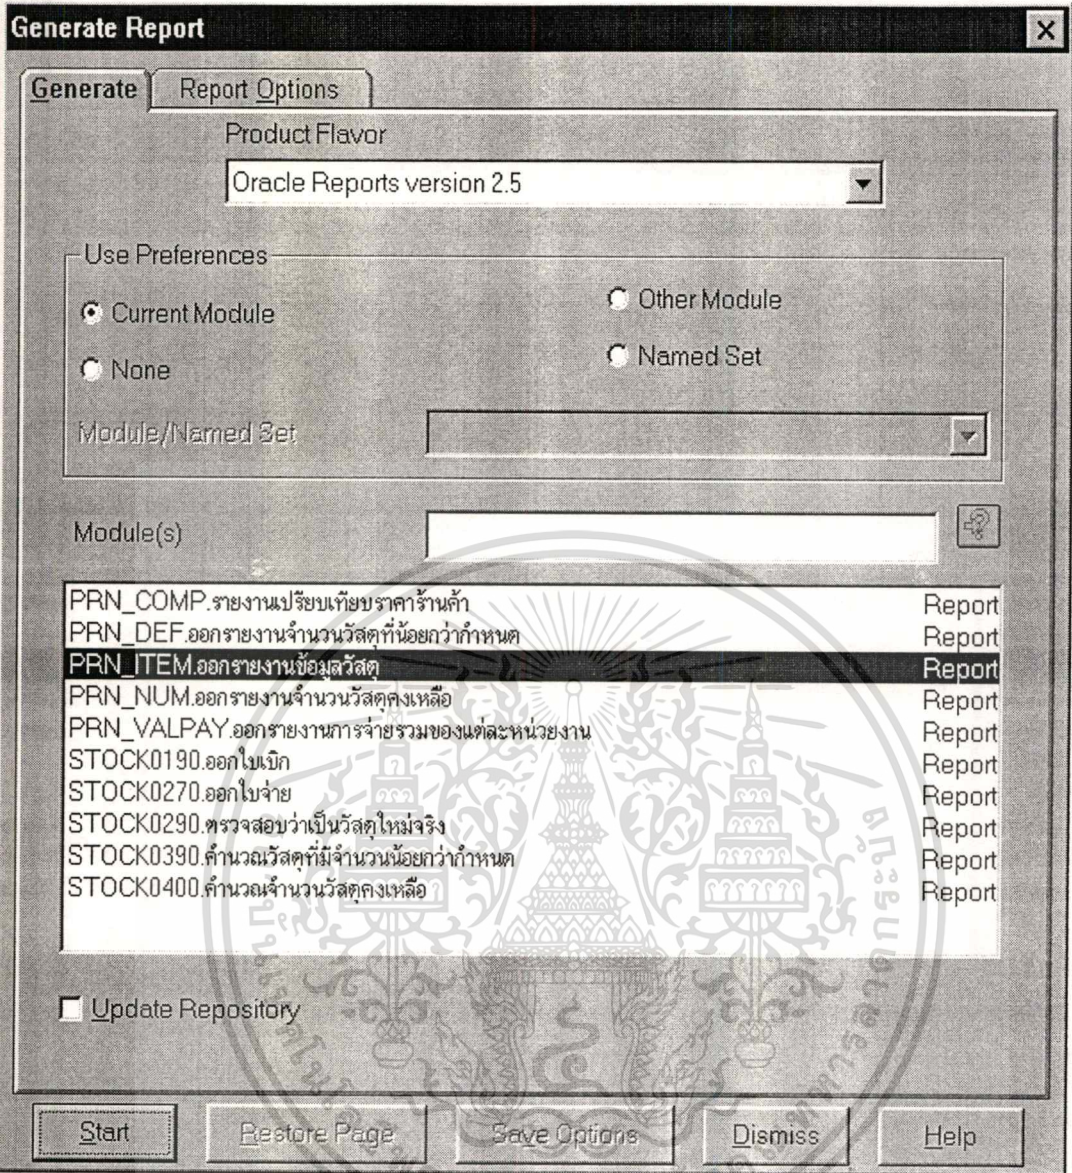 Generate Report
Generate Report Options
Product Flavor
Oracle Reports version 2.5
Use Preferences
Current Module
Other Module
None
Named Set
Module/Named Set
Module(s)
PRN_COMP.รายงานเปรียบเทียบราคาร้านค้า Report
PRN_DEF.ออกรายงานจำนวนวัสดุที่น้อยกว่ากำหนด Report
PRN_ITEM.ออกรายงานข้อมูลวัสดุ Report
PRN_NUM.ออกรายงานจำนวนวัสดุคงเหลือ Report
PRN_VALPAY.ออกรายงานการจ่ายรวมของแต่ละหน่วยงาน Report
STOCK0190.ออกใบเบิก Report
STOCK0270.ออกใบจ่าย Report
STOCK0290.ตรวจสอบว่าเป็นวัสดุใหม่จริง Report
STOCK0390.คำนวณวัสดุที่มีจำนวนน้อยกว่ากำหนด Report
STOCK0400.คำนวณจำนวนวัสดุคงเหลือ Report
Update Repository
Start Restore Page Save Options Dismiss Help